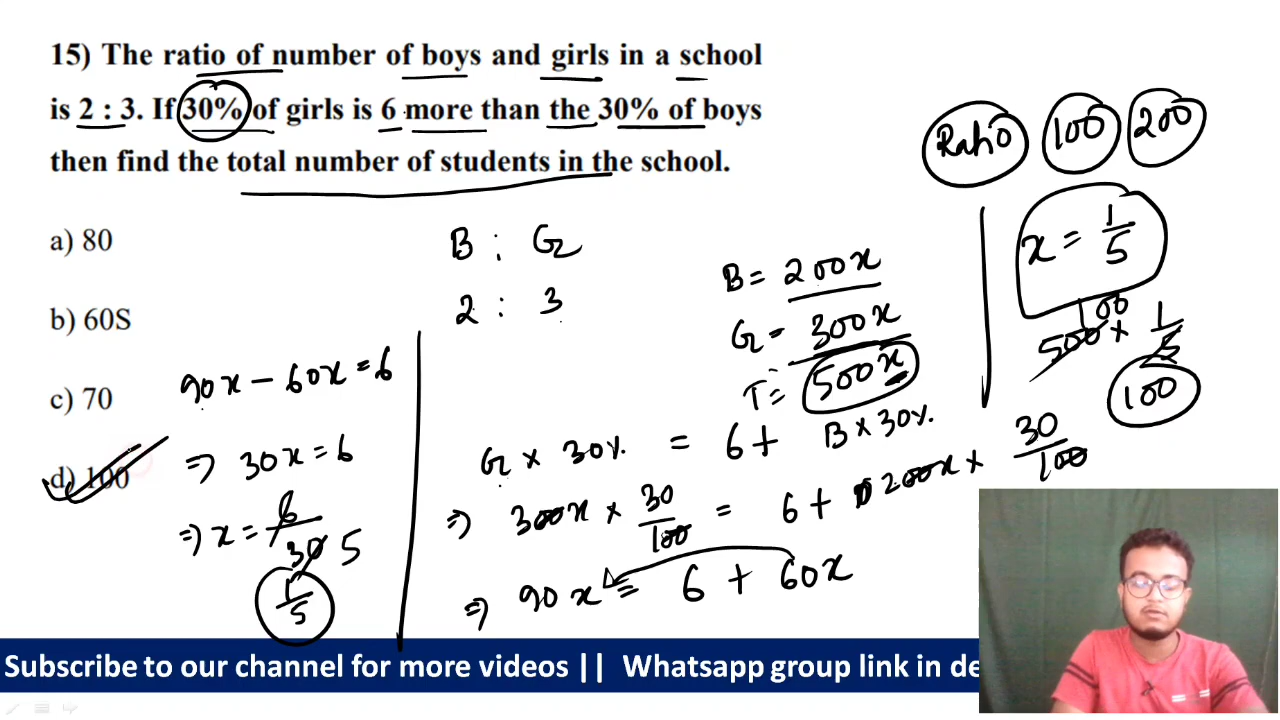 15) The ratio of number of boys and girls in a school
is 2 : 3. If 30% of girls is 6 more than the 30% of boys
then find the total number of students in the school.
a) 80
b) 60S
c) 70
d) 100
B : G
2 : 3
B = 200x
G = 300x
T = 500x
G × 30% = 6 + B × 30%
⇒ 300x × 30/100 = 6 + 200x × 30/100
⇒ 90x = 6 + 60x
90x - 60x = 6
⇒ 30x = 6
⇒ x = 6/30 5
1/5
Ratio 100 200
x = 1/5
100
500 × 1/5
100
Subscribe to our channel for more videos || Whatsapp group link in de